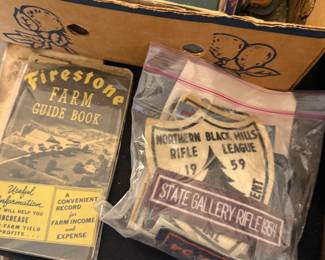 Firestone
FARM
GUIDE BOOK
Useful
Information
WILL HELP YOU
INCREASE
FARM YIELD
PROFITS
A
CONVENIENT
RECORD
for
FARM INCOME
and
EXPENSE
NORTHERN BLACK HILLS
RIFLE LEAGUE
19 59
STATE GALLERY RIFLE 1959